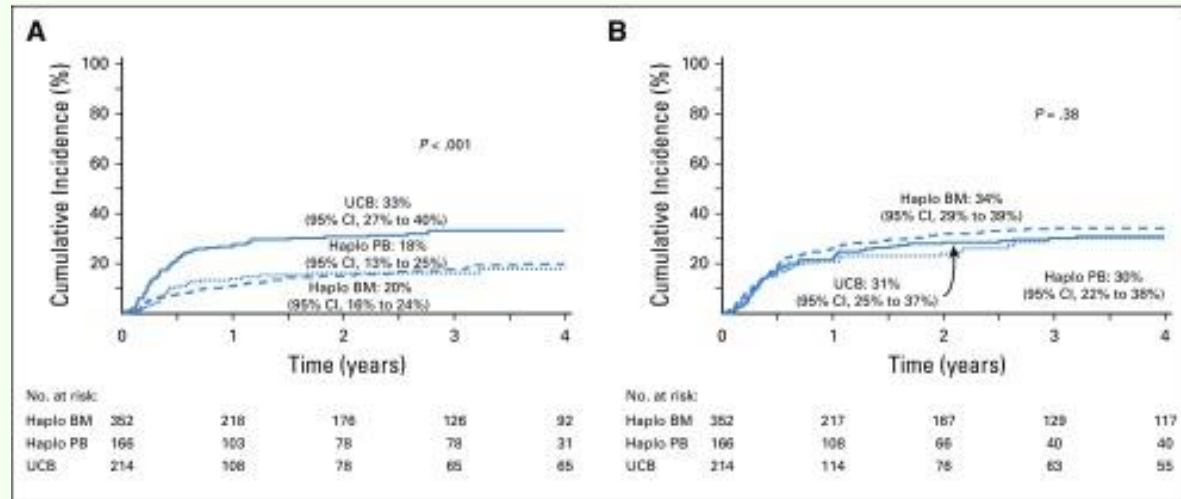 A
Cumulative Incidence (%)
100
80
60
40
20
P < .001
UCB: 33%
(95% CI, 27% to 40%)
Haplo PB: 18%
(95% CI, 13% to 25%)
Haplo BM: 20%
(95% CI, 16% to 24%)
0 1 2 3 4
Time (years)
No. at risk:
Haplo BM 352 218 176 126 92
Haplo PB 166 103 78 78 31
UCB 214 108 78 65 65
B
Cumulative Incidence (%)
100
80
60
40
20
P = .38
Haplo BM: 34%
(95% CI, 29% to 39%)
UCB: 31%
(95% CI, 25% to 37%)
Haplo PB: 30%
(95% CI, 22% to 38%)
0 1 2 3 4
Time (years)
No. at risk:
Haplo BM 352 217 167 129 117
Haplo PB 166 108 66 40 40
UCB 214 114 76 63 55